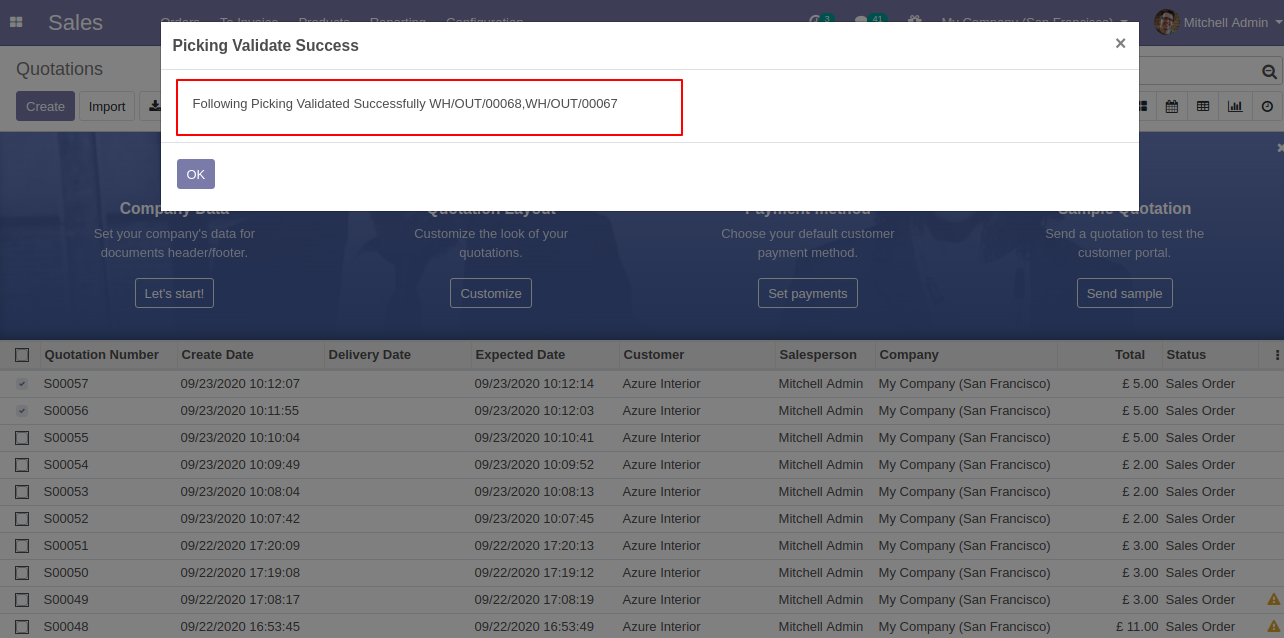 Sales
Orders To Invoice Products Reporting Configuration
3 41 My Company (San Francisco) Mitchell Admin
Picking Validate Success ×
Following Picking Validated Successfully WH/OUT/00068,WH/OUT/00067
OK
Quotations
Create Import
Company Data
Set your company's data for
documents header/footer.
Let's start!
Quotation Layout
Customize the look of your
quotations.
Customize
Payment Method
Choose your default customer
payment method.
Set payments
Sample Quotation
Send a quotation to test the
customer portal.
Send sample
Quotation Number Create Date Delivery Date Expected Date Customer Salesperson Company Total Status
S00057 09/23/2020 10:12:07 09/23/2020 10:12:14 Azure Interior Mitchell Admin My Company (San Francisco) £ 5.00 Sales Order
S00056 09/23/2020 10:11:55 09/23/2020 10:12:03 Azure Interior Mitchell Admin My Company (San Francisco) £ 5.00 Sales Order
S00055 09/23/2020 10:10:04 09/23/2020 10:10:41 Azure Interior Mitchell Admin My Company (San Francisco) £ 5.00 Sales Order
S00054 09/23/2020 10:09:49 09/23/2020 10:09:52 Azure Interior Mitchell Admin My Company (San Francisco) £ 2.00 Sales Order
S00053 09/23/2020 10:08:04 09/23/2020 10:08:13 Azure Interior Mitchell Admin My Company (San Francisco) £ 2.00 Sales Order
S00052 09/23/2020 10:07:42 09/23/2020 10:07:45 Azure Interior Mitchell Admin My Company (San Francisco) £ 2.00 Sales Order
S00051 09/22/2020 17:20:09 09/22/2020 17:20:13 Azure Interior Mitchell Admin My Company (San Francisco) £ 3.00 Sales Order
S00050 09/22/2020 17:19:08 09/22/2020 17:19:12 Azure Interior Mitchell Admin My Company (San Francisco) £ 3.00 Sales Order
S00049 09/22/2020 17:08:17 09/22/2020 17:08:19 Azure Interior Mitchell Admin My Company (San Francisco) £ 3.00 Sales Order
S00048 09/22/2020 16:53:45 09/22/2020 16:53:49 Azure Interior Mitchell Admin My Company (San Francisco) £ 11.00 Sales Order